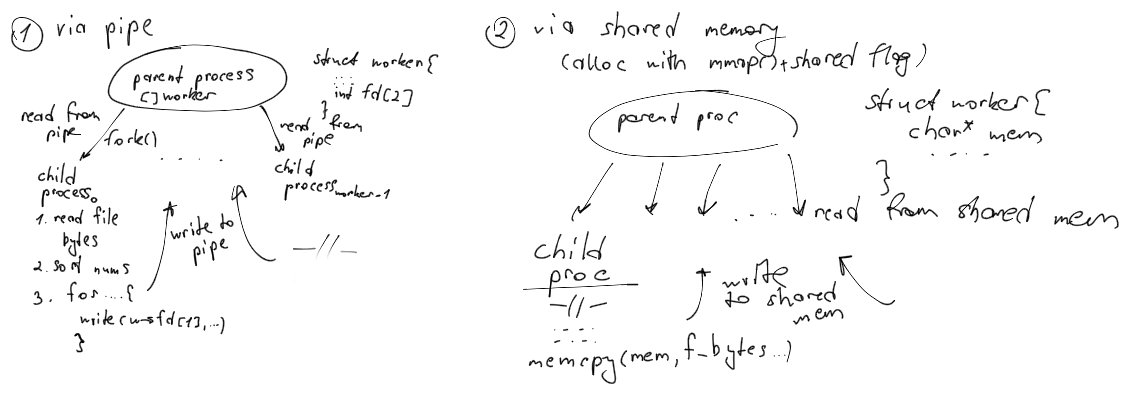 ① via pipe
parent process
[] worker
struct worker {
....
int fd[2]
}
read from
pipe
fork()
read from
pipe
. . . . .
child
process0
child
process worker-1
1. read file
bytes
2. sort nums
3. for....{
write(w->fd[1],...)
}
write to
pipe
—//—
② via shared memory
(alloc with mmap()+shared flag)
parent proc
struct worker {
char* mem
. . . .
}
. . . .
read from shared mem
child
proc
—//—
. . . .
. . . .
memcpy(mem, f_bytes...)
write
to shared
mem